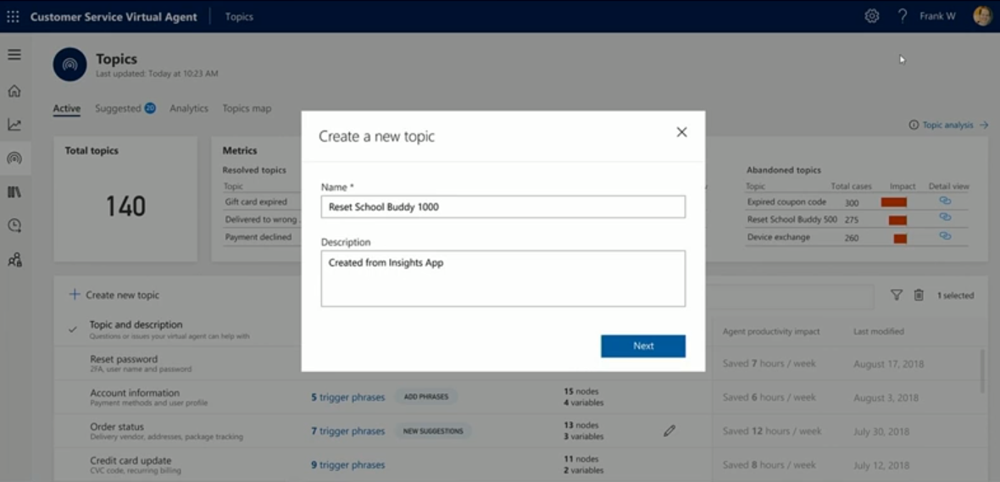 Customer Service Virtual Agent Topics Frank W
Topics
Last updated: Today at 10:23 AM
Active Suggested 20 Analytics Topics map
Topic analysis
Total topics
140
Metrics
Resolved topics
Topic
Gift card expired
Delivered to wrong
Payment declined
Abandoned topics
Topic Total cases Impact Detail view
Expired coupon code 300
Reset School Buddy 500 275
Device exchange 260
Create a new topic
Name *
Reset School Buddy 1000
Description
Created from Insights App
Next
Create new topic 1 selected
Topic and description Agent productivity impact Last modified
Questions or issues your virtual agent can help with
Reset password Saved 7 hours / week August 17, 2018
2FA, user name and password
Account information 5 trigger phrases ADD PHRASES 15 nodes Saved 6 hours / week August 3, 2018
Payment methods and user profile 4 variables
Order status 7 trigger phrases NEW SUGGESTIONS 13 nodes Saved 12 hours / week July 30, 2018
Delivery vendor, addresses, package tracking 3 variables
Credit card update 9 trigger phrases 11 nodes Saved 8 hours / week July 12, 2018
CVC code, recurring billing 2 variables